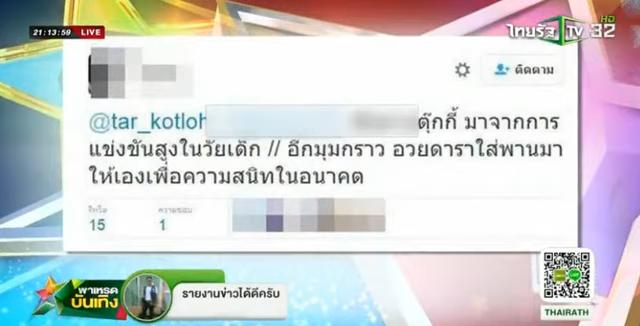 21:13:59 LIVE
ไทยรัฐ TV HD 32
ติดตาม
@tar_kotloh ตุ๊กกี้ มาจากการ
แข่งขันสูงในวัยเด็ก // อีกมุมกราว อวยดาราใส่พานมา
ให้เองเพื่อความสนิทในอนาคต
รีทวีต ความชอบ
15 1
พาเหรด
บันเทิง
รายงานข่าวได้ดีครับ
THAIRATH